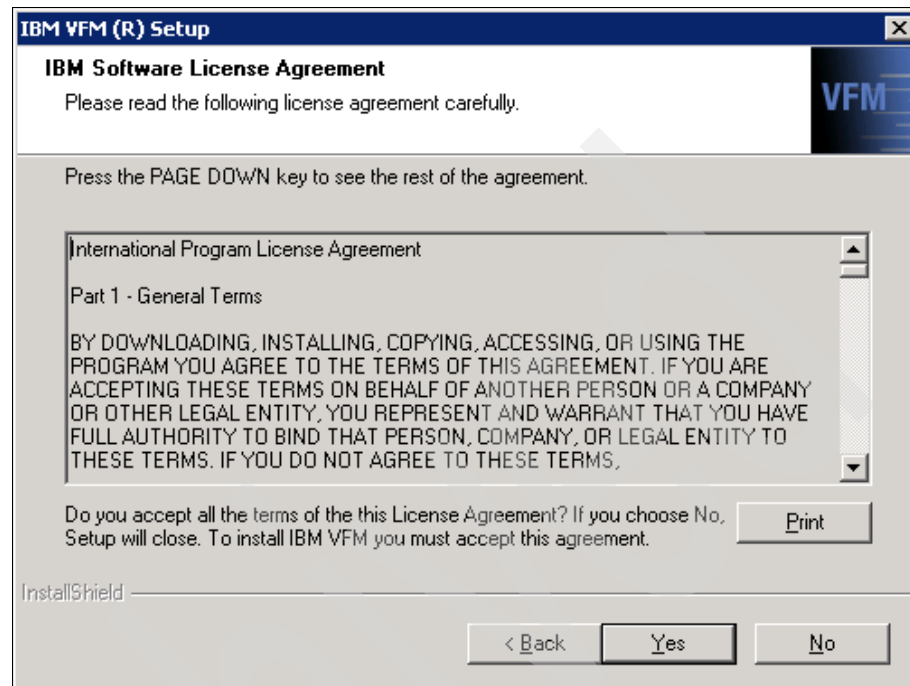 IBM VFM (R) Setup
IBM Software License Agreement
Please read the following license agreement carefully.
VFM
Press the PAGE DOWN key to see the rest of the agreement.
International Program License Agreement
Part 1 - General Terms
BY DOWNLOADING, INSTALLING, COPYING, ACCESSING, OR USING THE
PROGRAM YOU AGREE TO THE TERMS OF THIS AGREEMENT. IF YOU ARE
ACCEPTING THESE TERMS ON BEHALF OF ANOTHER PERSON OR A COMPANY
OR OTHER LEGAL ENTITY, YOU REPRESENT AND WARRANT THAT YOU HAVE
FULL AUTHORITY TO BIND THAT PERSON, COMPANY, OR LEGAL ENTITY TO
THESE TERMS. IF YOU DO NOT AGREE TO THESE TERMS,
Do you accept all the terms of the this License Agreement? If you choose No,
Setup will close. To install IBM VFM you must accept this agreement.
Print
InstallShield
< Back
Yes
No